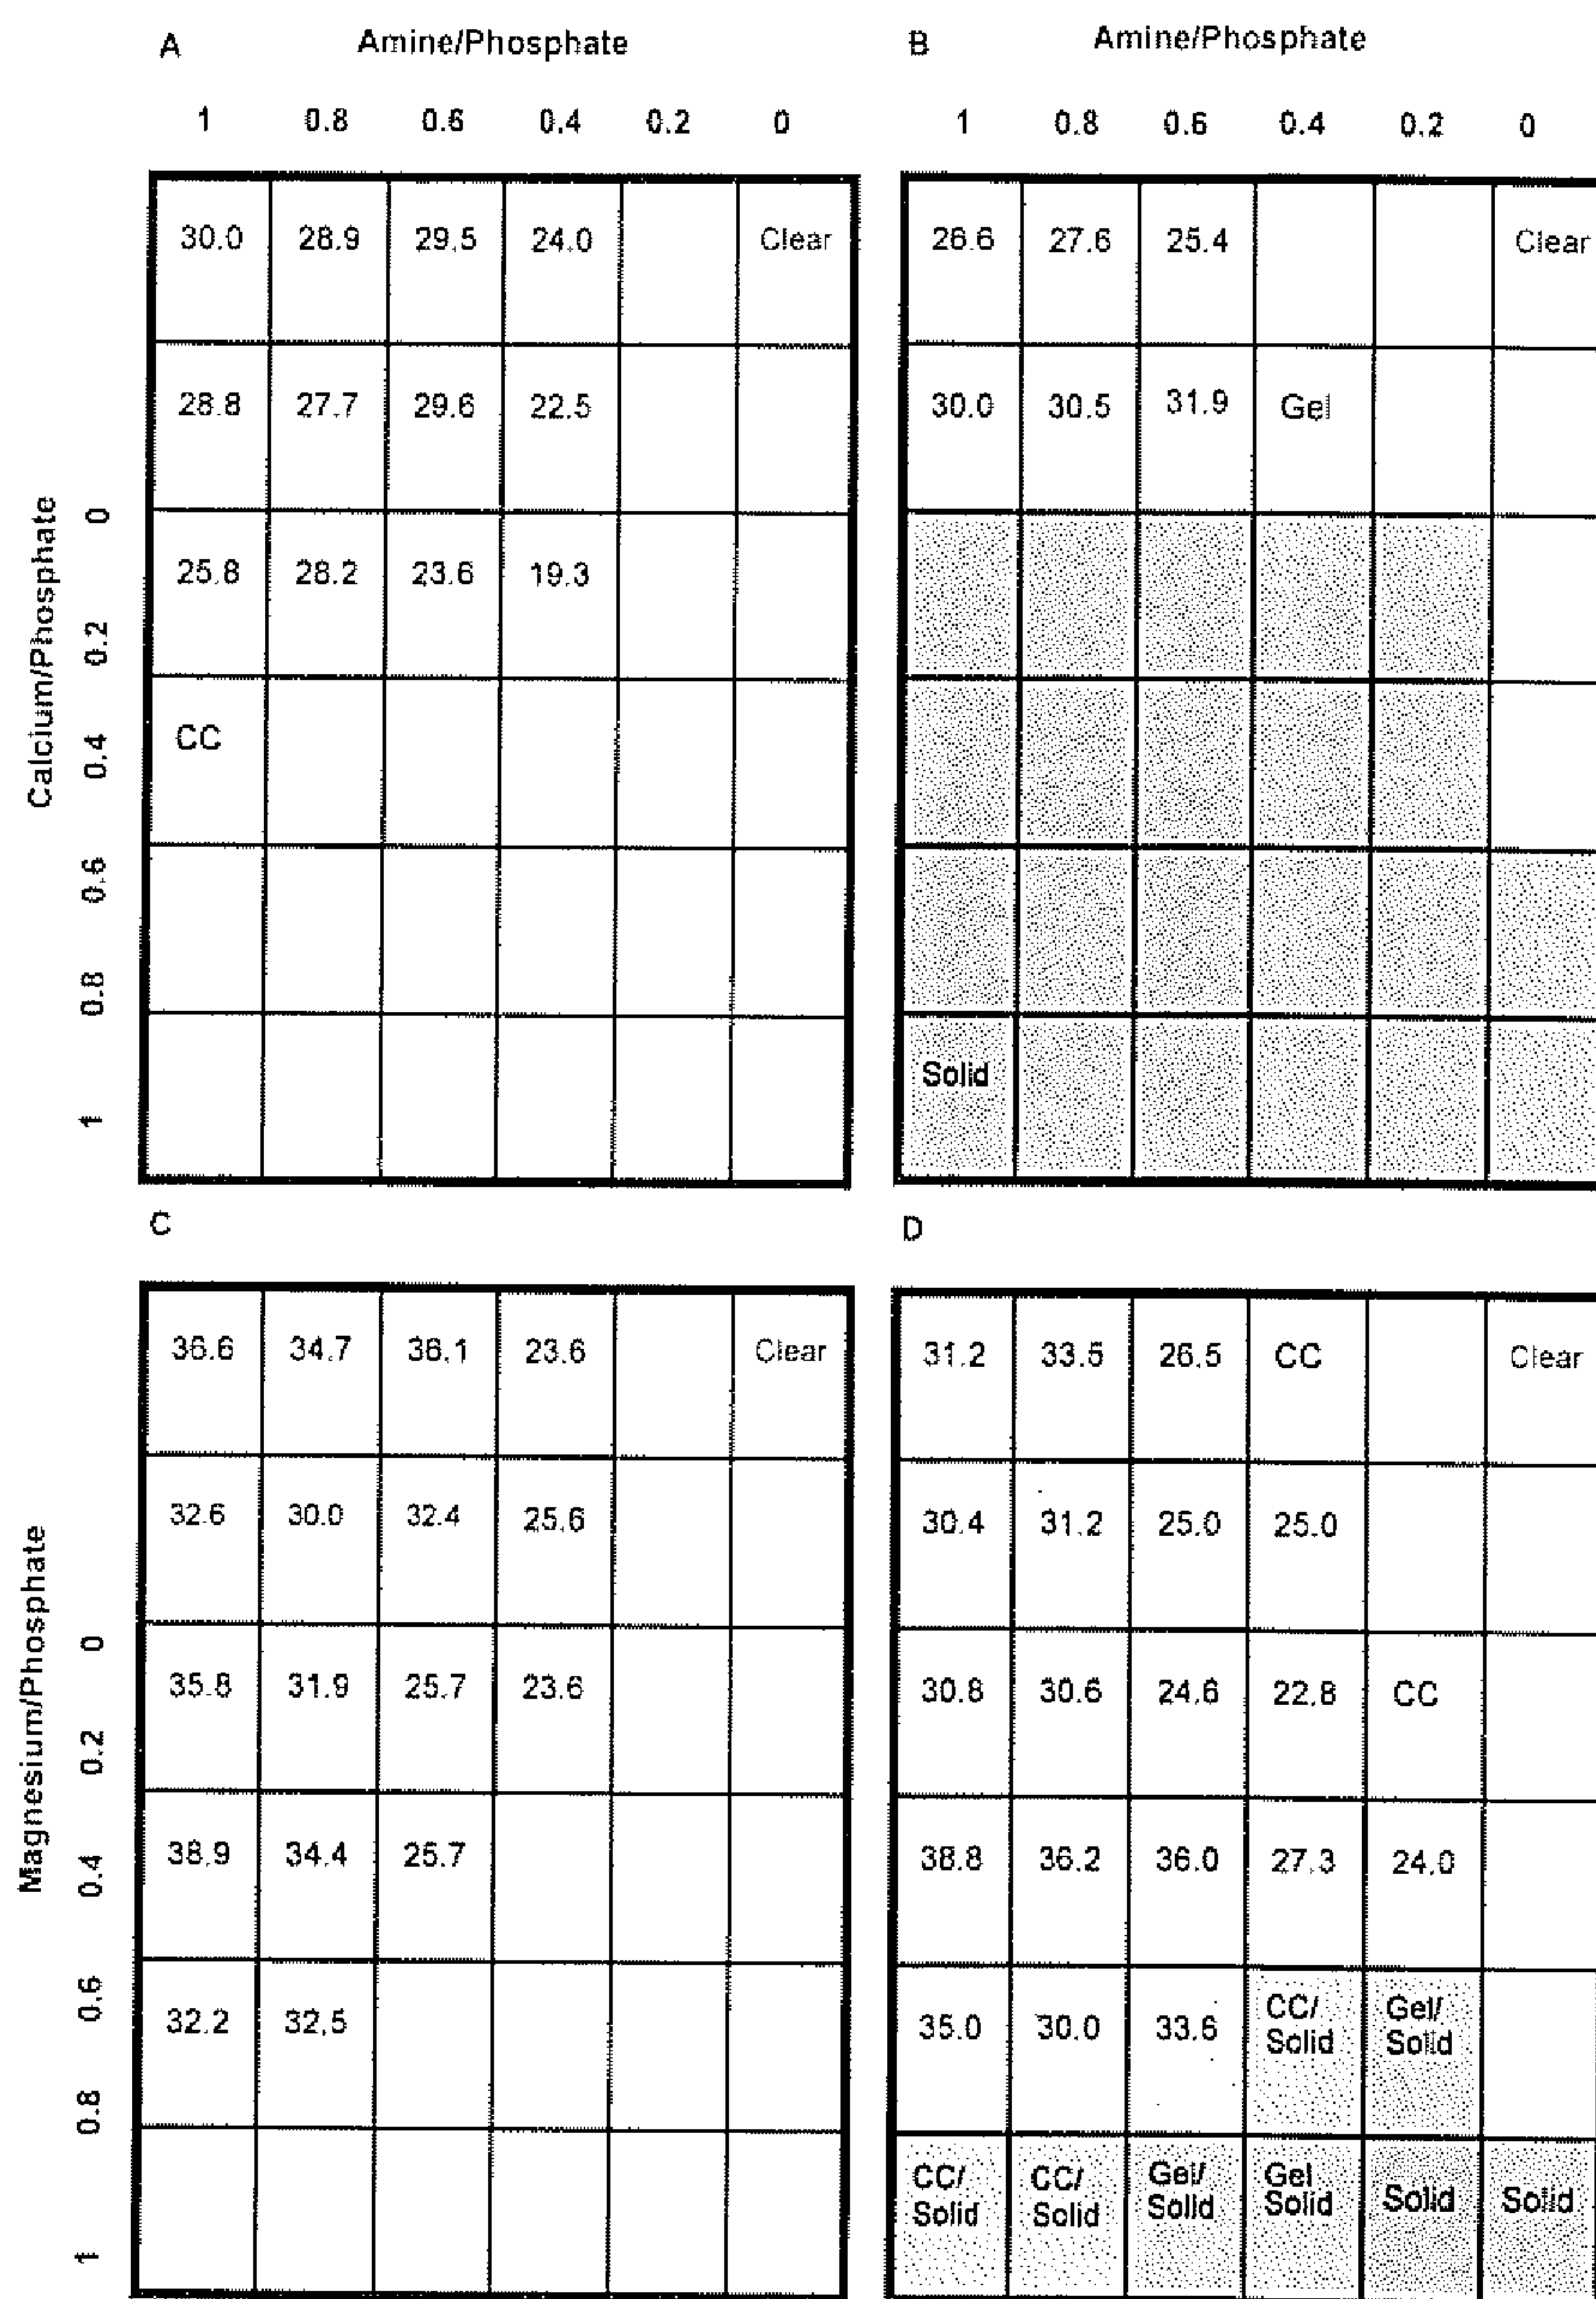 A Amine/Phosphate
1 0.8 0.6 0.4 0.2 0
Calcium/Phosphate
0 0.2 0.4 0.6 0.8 1
30.0 28.9 29.5 24.0 Clear
28.8 27.7 29.6 22.5
25.8 28.2 23.6 19.3
CC
B Amine/Phosphate
1 0.8 0.6 0.4 0.2 0
26.6 27.6 25.4 Clear
30.0 30.5 31.9 Gel
Solid
C
Magnesium/Phosphate
0 0.2 0.4 0.6 0.8 1
36.6 34.7 36.1 23.6 Clear
32.6 30.0 32.4 25.6
35.8 31.9 25.7 23.6
38.9 34.4 25.7
32.2 32.5
D
31.2 33.5 26.5 CC Clear
30.4 31.2 25.0 25.0
30.8 30.6 24.6 22.8 CC
38.8 36.2 36.0 27.3 24.0
35.0 30.0 33.6 CC/ Gel/
Solid Solid
CC/ CC/ Gel/ Gel Solid Solid
Solid Solid Solid Solid